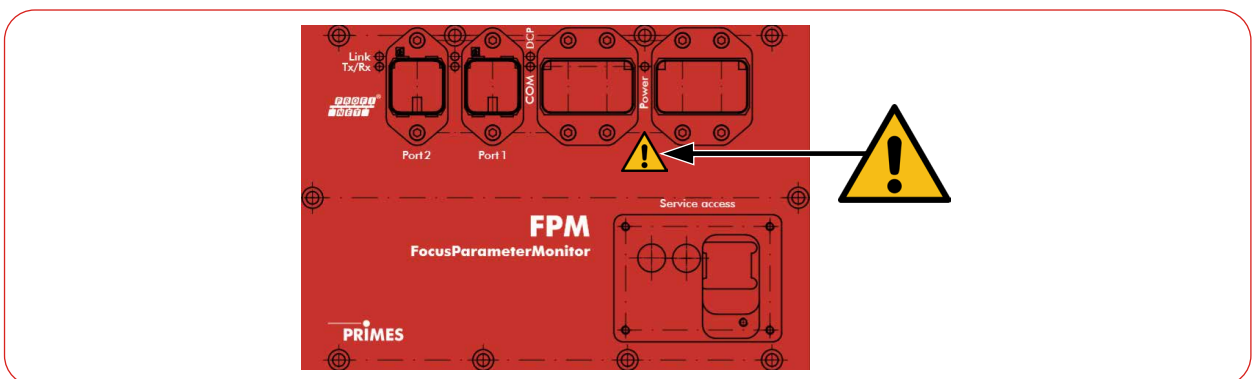 Link
Tx/Rx
COM
DCP
Power
PROFI®
NET
Port 2
Port 1
Service access
FPM
FocusParameterMonitor
PRIMES